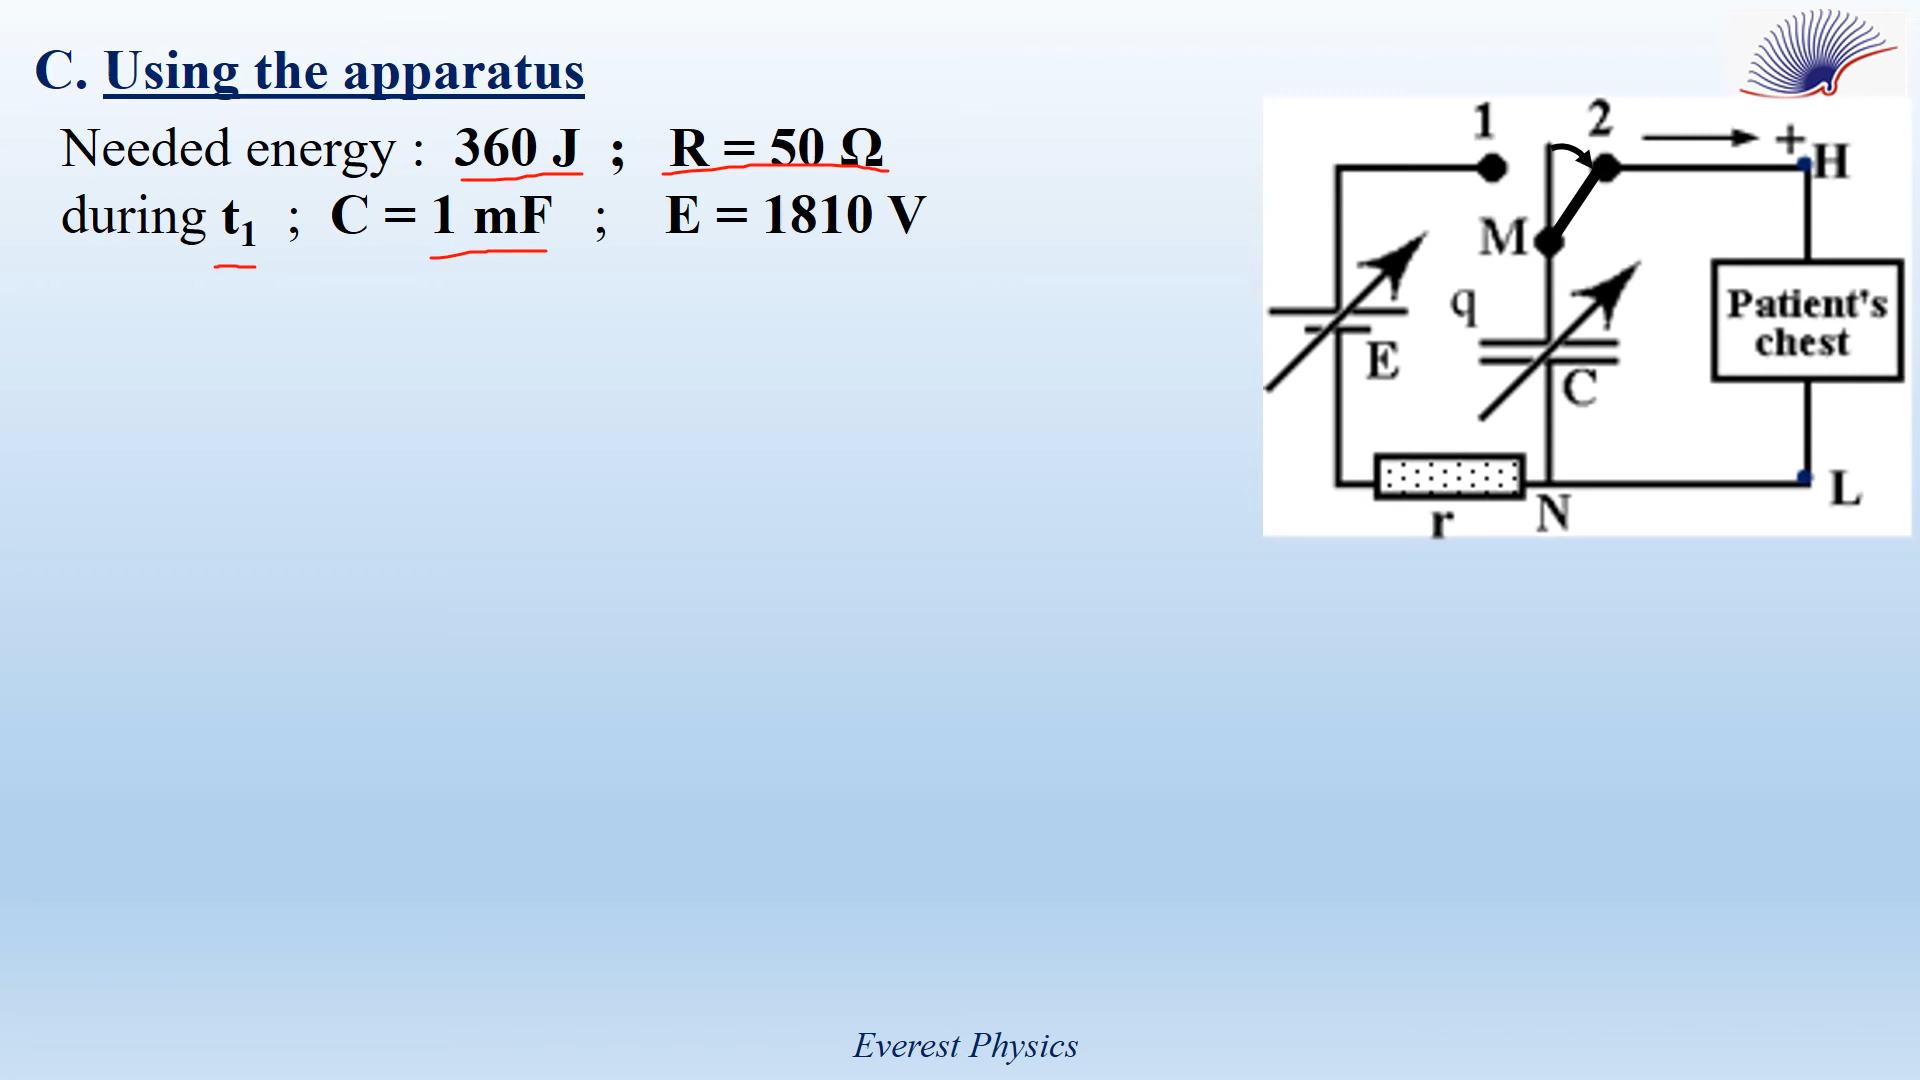 C. Using the apparatus
Needed energy : 360 J ; R = 50 Ω
during t₁ ; C = 1 mF ; E = 1810 V
1
2
+
H
M
q
E
C
Patient's
chest
r
N
L
Everest Physics